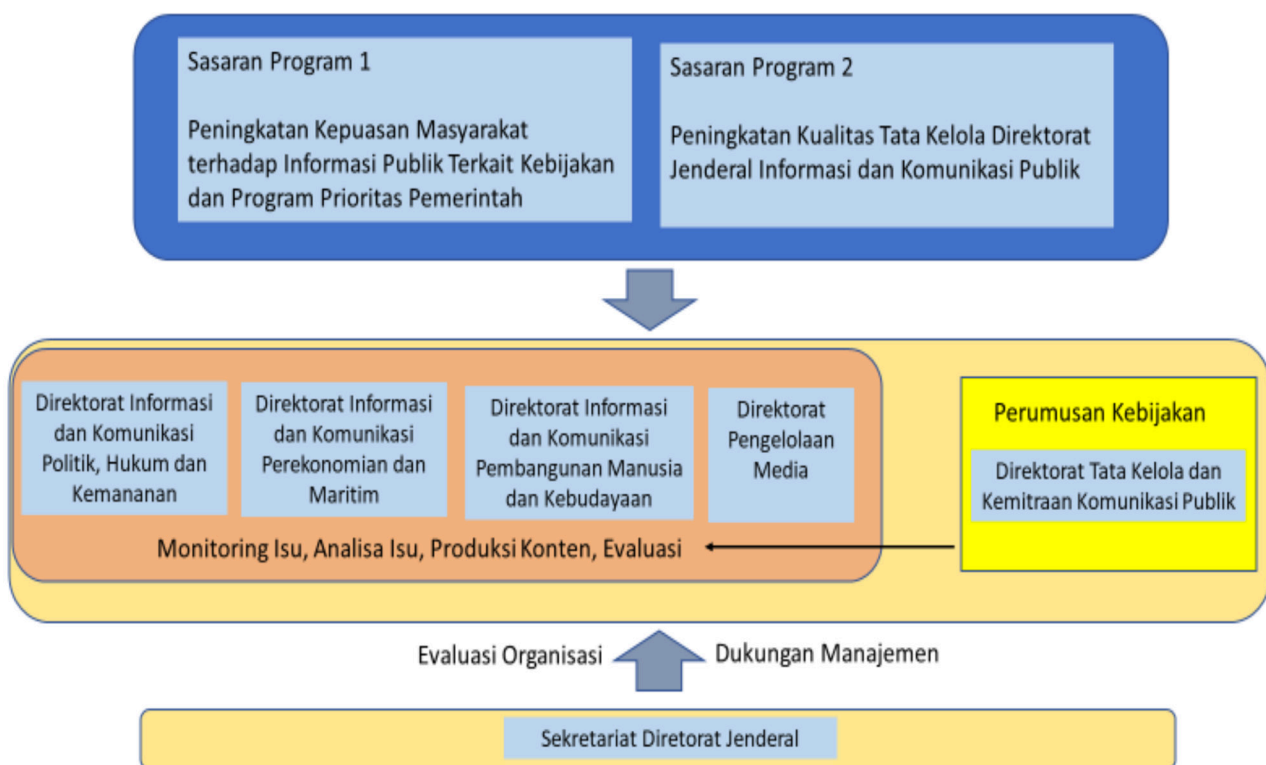 Sasaran Program 1
Peningkatan Kepuasan Masyarakat
terhadap Informasi Publik Terkait Kebijakan
dan Program Prioritas Pemerintah
Sasaran Program 2
Peningkatan Kualitas Tata Kelola Direktorat
Jenderal Informasi dan Komunikasi Publik
Direktorat Informasi
dan Komunikasi
Politik, Hukum dan
Kemananan
Direktorat Informasi
dan Komunikasi
Perekonomian dan
Maritim
Direktorat Informasi
dan Komunikasi
Pembangunan Manusia
dan Kebudayaan
Direktorat
Pengelolaan
Media
Monitoring Isu, Analisa Isu, Produksi Konten, Evaluasi
Perumusan Kebijakan
Direktorat Tata Kelola dan
Kemitraan Komunikasi Publik
Evaluasi Organisasi
Dukungan Manajemen
Sekretariat Diretorat Jenderal